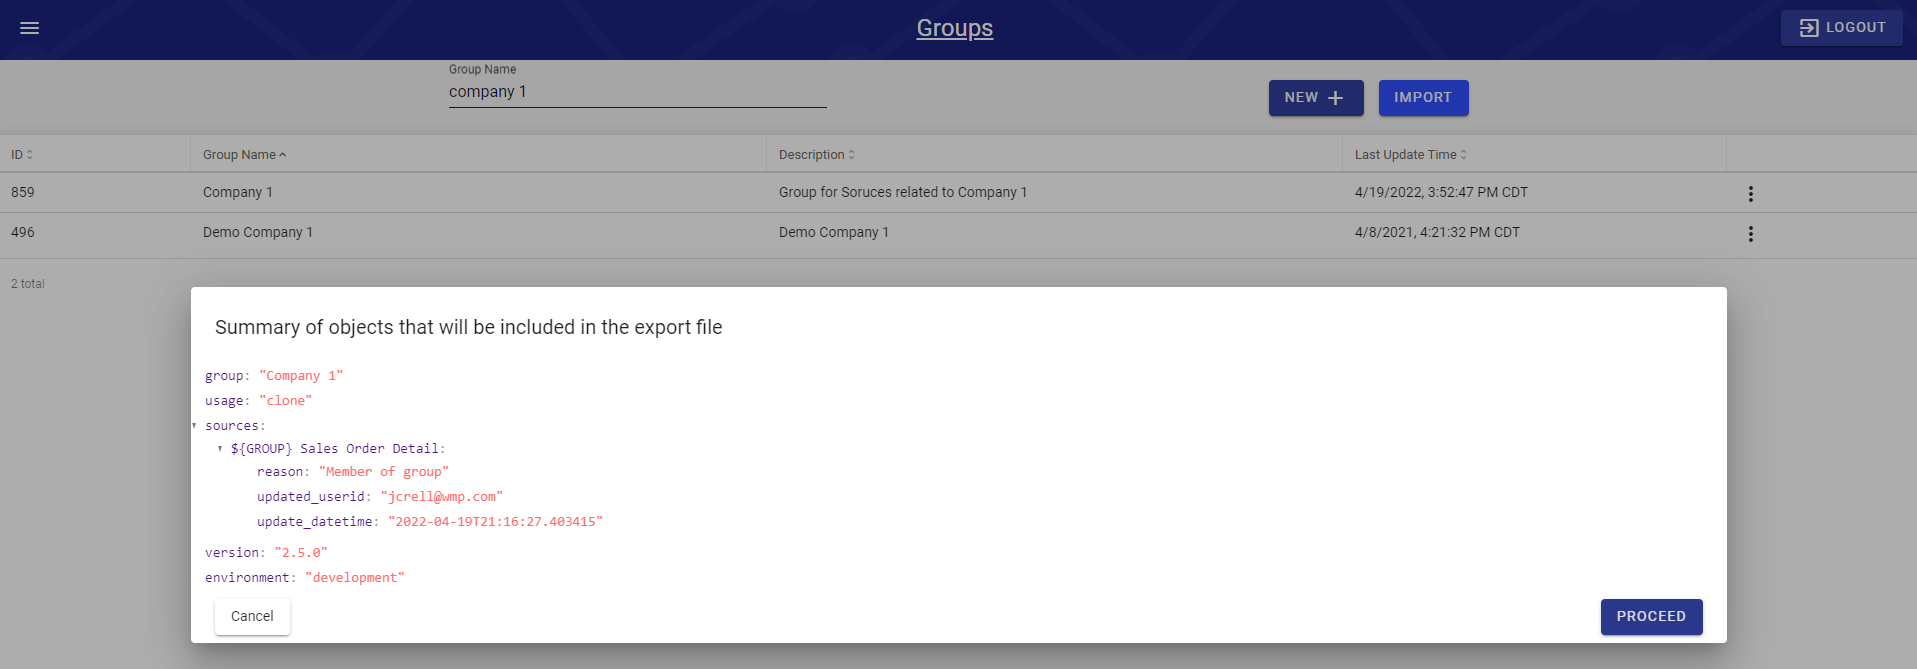 Groups
LOGOUT
Group Name
company 1
NEW
IMPORT
ID Group Name Description Last Update Time
859 Company 1 Group for Soruces related to Company 1 4/19/2022, 3:52:47 PM CDT
496 Demo Company 1 Demo Company 1 4/8/2021, 4:21:32 PM CDT
2 total
Summary of objects that will be included in the export file
group: "Company 1"
usage: "clone"
sources:
${GROUP} Sales Order Detail:
reason: "Member of group"
updated_userid: "jcrell@wmp.com"
update_datetime: "2022-04-19T21:16:27.403415"
version: "2.5.0"
environment: "development"
Cancel
PROCEED